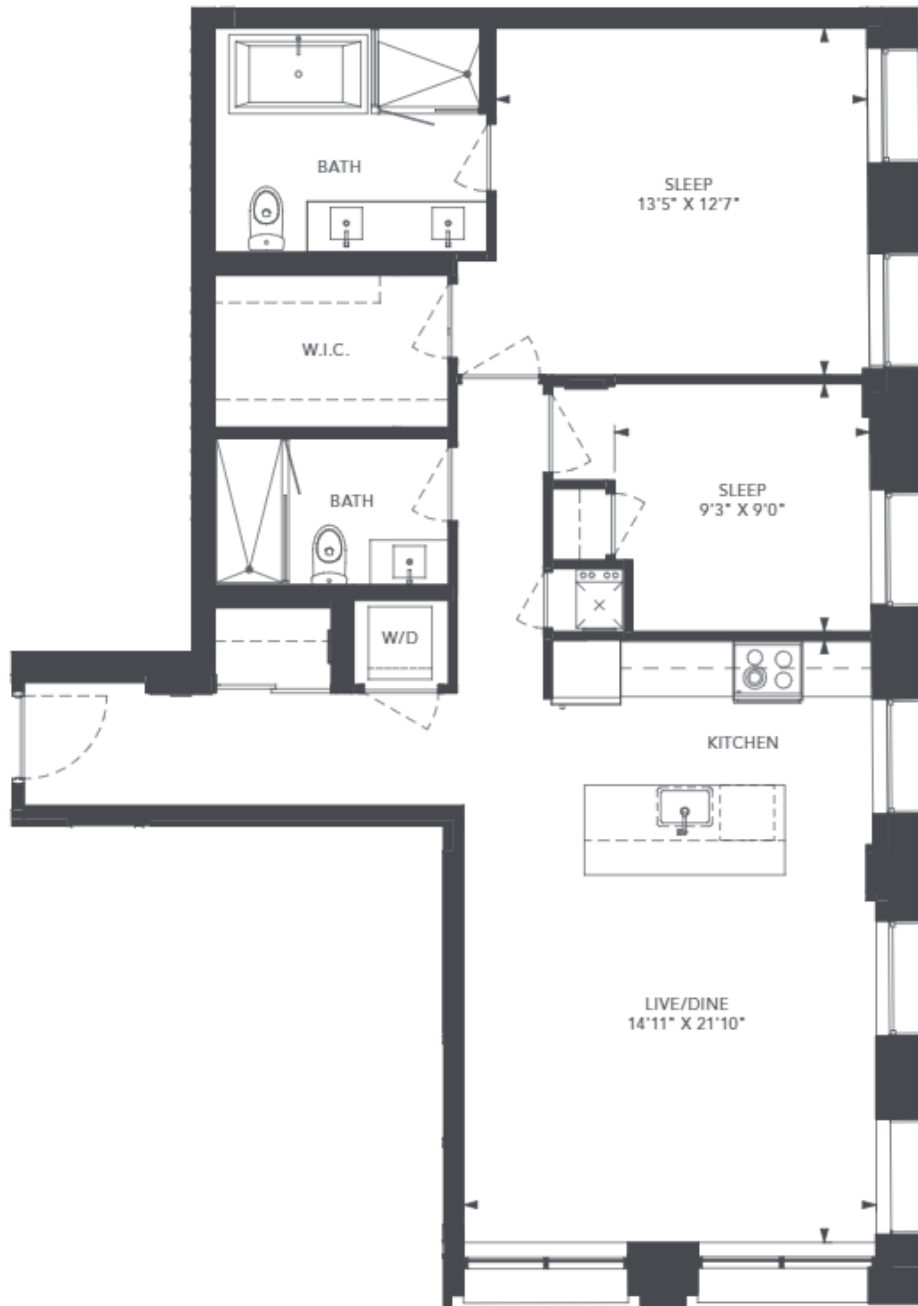 BATH
SLEEP
13'5" X 12'7"
W.I.C.
BATH
SLEEP
9'3" X 9'0"
W/D
KITCHEN
LIVE/DINE
14'11" X 21'10"